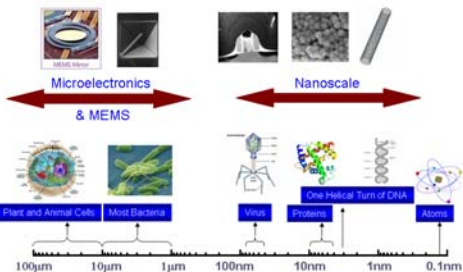 MEMS Mirror
Microelectronics
& MEMS
Nanoscale
Plant and Animal Cells
Most Bacteria
Virus
Proteins
One Helical Turn of DNA
Atoms
100μm
10μm
1μm
100nm
10nm
1nm
0.1nm